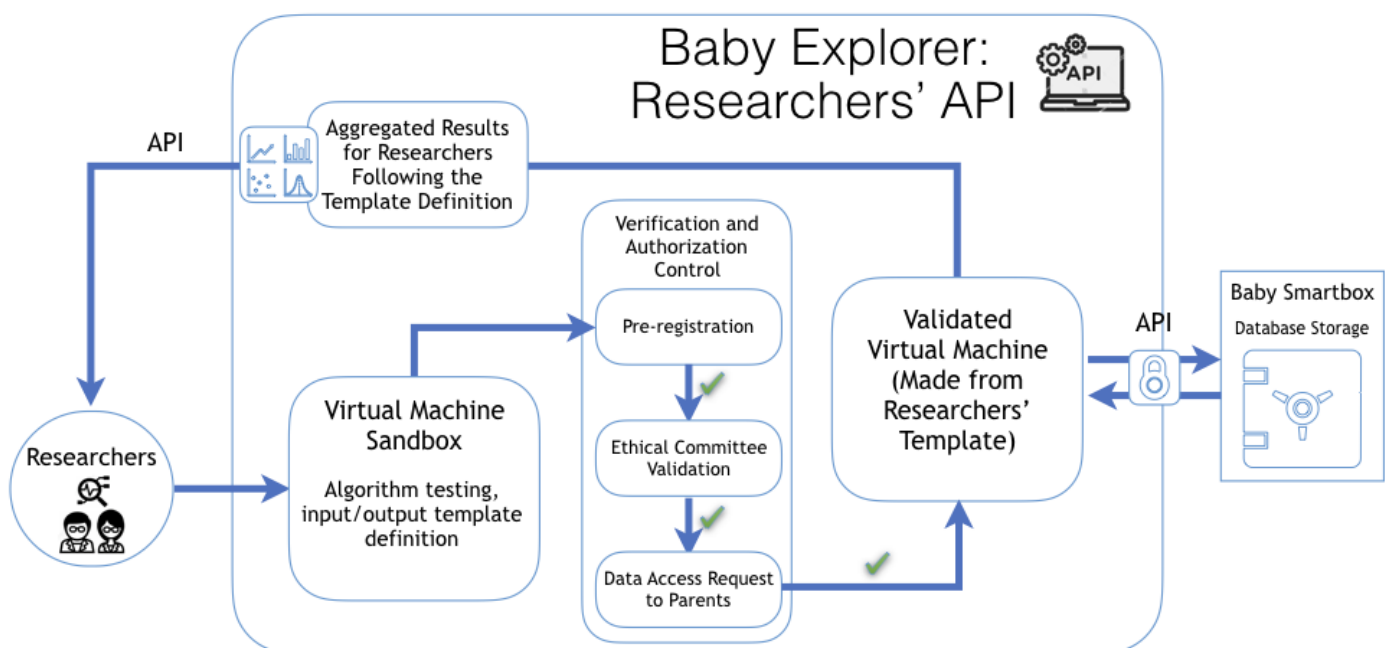 Baby Explorer:
Researchers' API
API
API
Aggregated Results
for Researchers
Following the
Template Definition
Verification and
Authorization
Control
Pre-registration
Ethical Committee
Validation
Data Access Request
to Parents
Validated
Virtual Machine
(Made from
Researchers'
Template)
API
Baby Smartbox
Database Storage
Virtual Machine
Sandbox
Algorithm testing,
input/output template
definition
Researchers